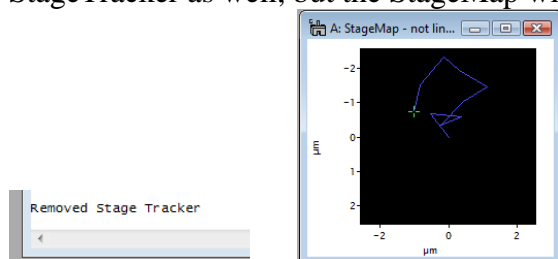 StageTracker as well, but the StageMap wi
A: StageMap - not lin...
-2
-1
0
1
2
µm
-2 0 2
µm
Removed Stage Tracker